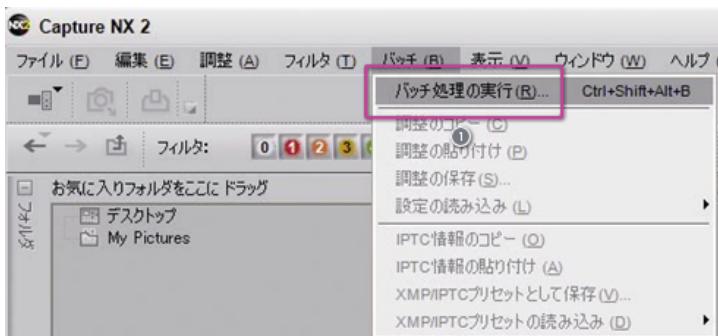 Capture NX 2
ファイル (F) 編集 (E) 調整 (A) フィルタ (T) バッチ (B) 表示 (V) ウィンドウ (W) ヘルプ
バッチ処理の実行(R)... Ctrl+Shift+Alt+B
調整のコピー (C)
1
フィルタ: 0 1 2 3
調整の貼り付け (P)
お気に入りフォルダをここに ドラッグ
調整の保存(S)...
フォルダ
デスクトップ
設定の読み込み (L)
My Pictures
IPTC情報のコピー (O)
IPTC情報の貼り付け (A)
XMP/IPTCプリセットとして保存(V)...
XMP/IPTCプリセットの読み込み (D)